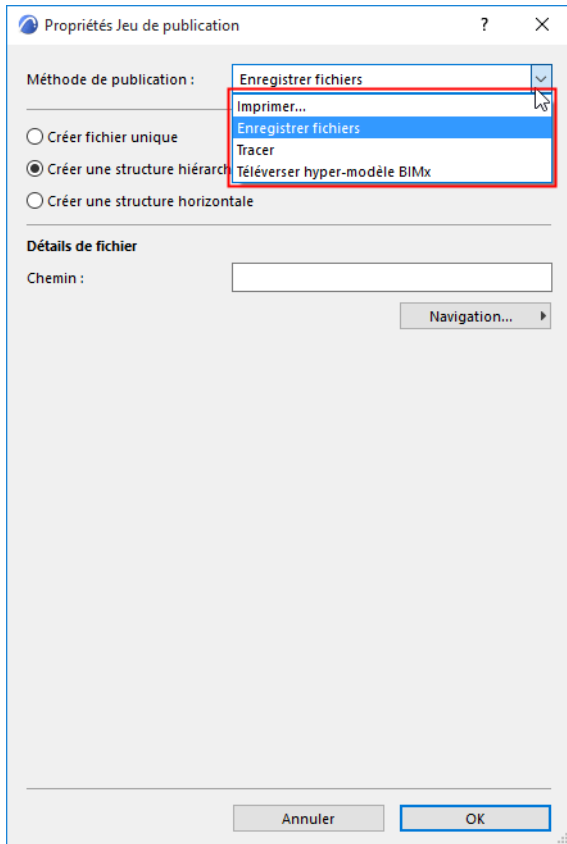 Propriétés Jeu de publication ?
Méthode de publication : Enregistrer fichiers
Imprimer...
Enregistrer fichiers
Tracer
Téléverser hyper-modèle BIMx
Créer fichier unique
Créer une structure hiérarch
Créer une structure horizontale
Détails de fichier
Chemin :
Navigation...
Annuler OK